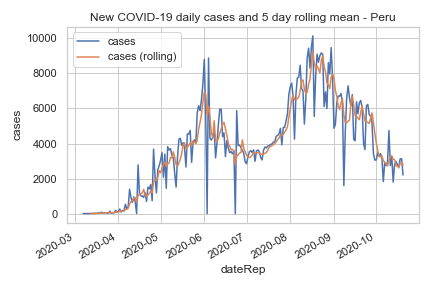 New COVID-19 daily cases and 5 day rolling mean - Peru
cases
cases (rolling)
10000
8000
6000
4000
2000
0
cases
2020-03
2020-04
2020-05
2020-06
2020-07
2020-08
2020-09
2020-10
dateRep